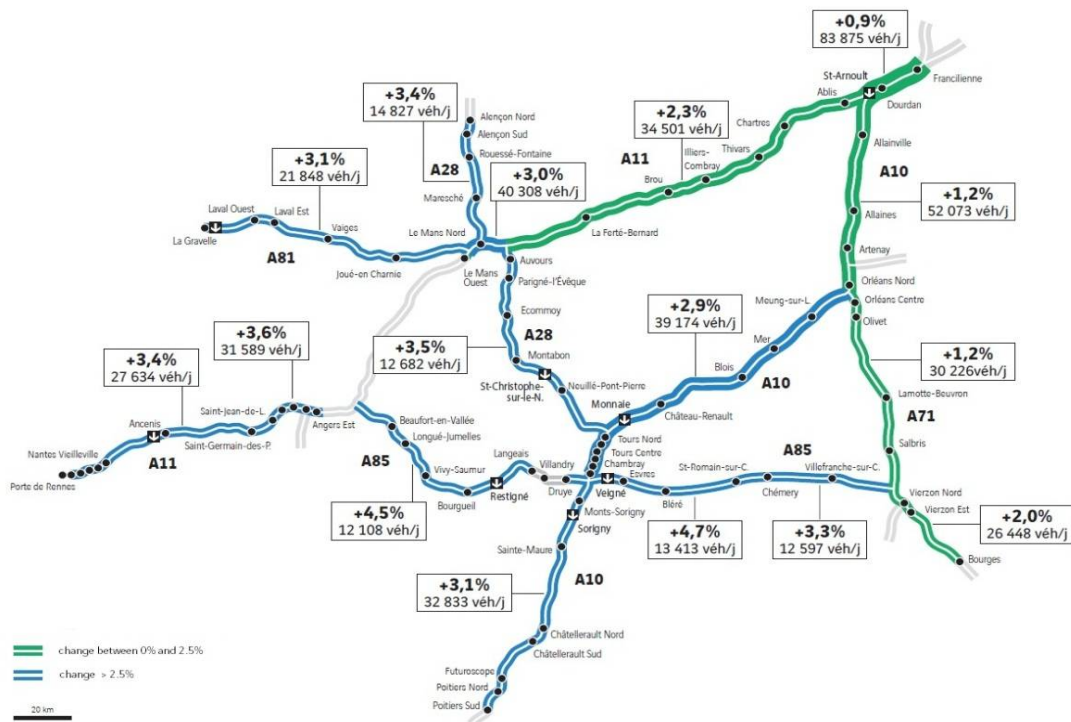 +0,9%
83 875 véh/j
St-Arnoult
Francilienne
Ablis
Dourdan
+3,4%
14 827 véh/j
Alençon Nord
Alençon Sud
Rouessé-Fontaine
A28
Maresché
+2,3%
34 501 véh/j
Chartres
Thivars
Illiers-
Combray
A11
Brou
La Ferté-Bernard
Allainville
A10
+1,2%
52 073 véh/j
Allaines
Artenay
+3,1%
21 848 véh/j
+3,0%
40 308 véh/j
Laval Ouest
Laval Est
La Gravelle
Vaiges
A81
Joué-en Charnie
Le Mans Nord
Le Mans
Ouest
Auvours
Parigné-l'Évêque
Ecommoy
A28
+3,5%
12 682 véh/j
Montabon
St-Christophe-
sur-le-N.
Neuillé-Pont-Pierre
+2,9%
39 174 véh/j
Meung-sur-L.
Mer
Blois
A10
Château-Renault
Monnaie
Orléans Nord
Orléans Centre
Olivet
+1,2%
30 226véh/j
Lamotte-Beuvron
A71
Salbris
+3,6%
31 589 véh/j
+3,4%
27 634 véh/j
Saint-Jean-de-L.
Ancenis
Saint-Germain-des-P.
Angers Est
Nantes Vieilleville
A11
Porte de Rennes
Beaufort-en-Vallée
Longué-Jumelles
A85
Vivy-Saumur
Bourgueil
Langeais
Restigné
Villandry
Druye
+4,5%
12 108 véh/j
Tours Nord
Tours Centre
Chambray
Esvres
Veigné
Monts-Sorigny
Sorigny
St-Romain-sur-C.
A85
Villefranche-sur-C.
Bléré
Chémery
+4,7%
13 413 véh/j
+3,3%
12 597 véh/j
Vierzon Nord
Vierzon Est
+2,0%
26 448 véh/j
Bourges
Sainte-Maure
A10
+3,1%
32 833 véh/j
Châtellerault Nord
Châtellerault Sud
Futuroscope
Poitiers Nord
Poitiers Sud
change between 0% and 2.5%
change > 2.5%
20 km